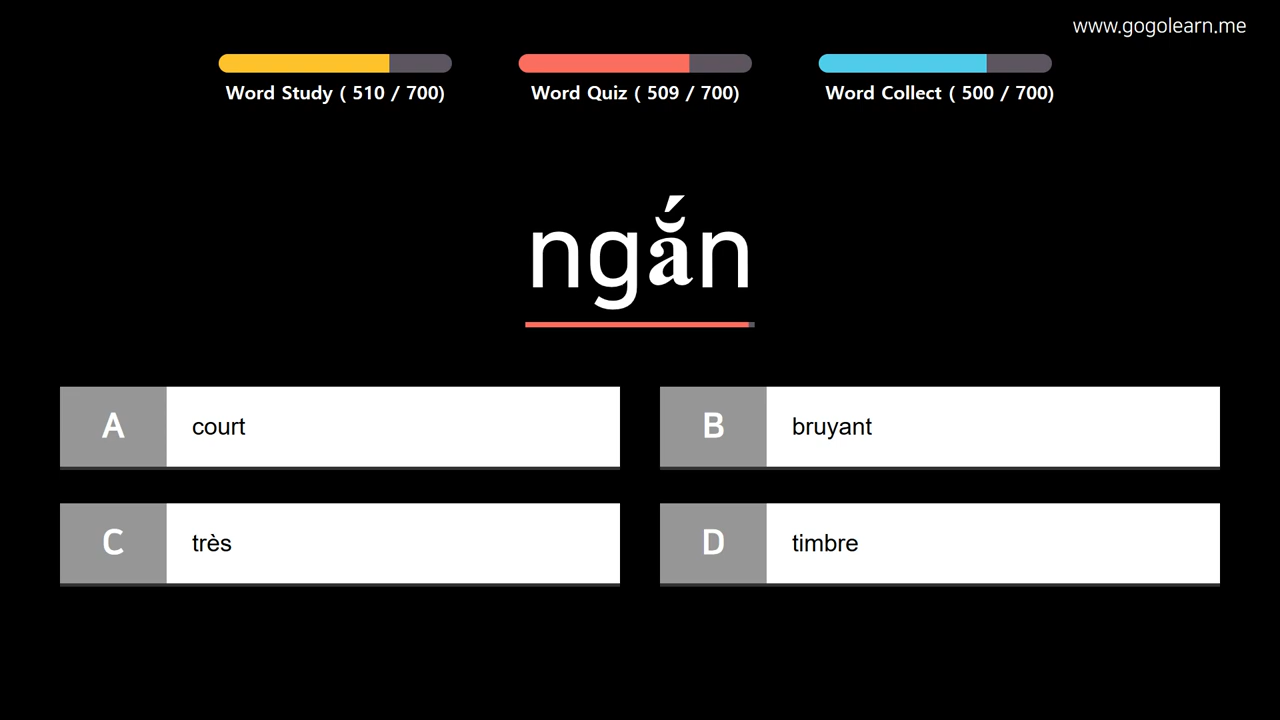 www.gogolearn.me
Word Study ( 510 / 700)
Word Quiz ( 509 / 700)
Word Collect ( 500 / 700)
ngắn
A court
B bruyant
C très
D timbre